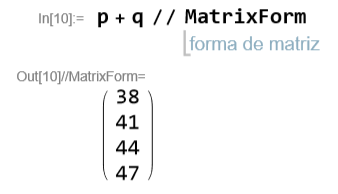 In[10]:= p + q // MatrixForm
forma de matriz
Out[10]//MatrixForm=
38
41
44
47